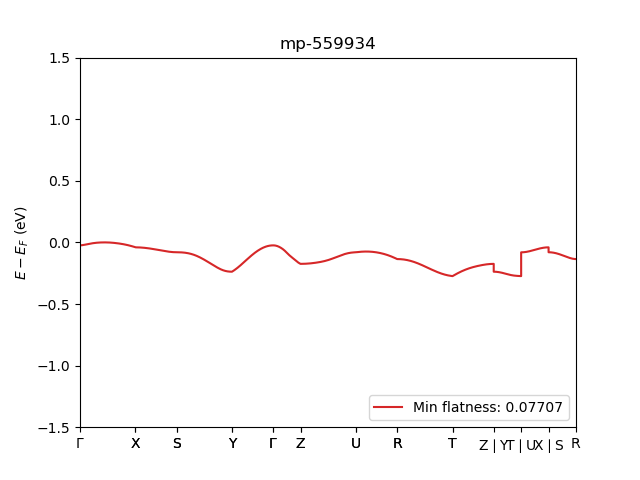 mp-559934
1.5
1.0
0.5
0.0
−0.5
−1.0
−1.5
E − E_F (eV)
Min flatness: 0.07707
Γ X S Y Γ Z U R T Z | YT | UX | S R